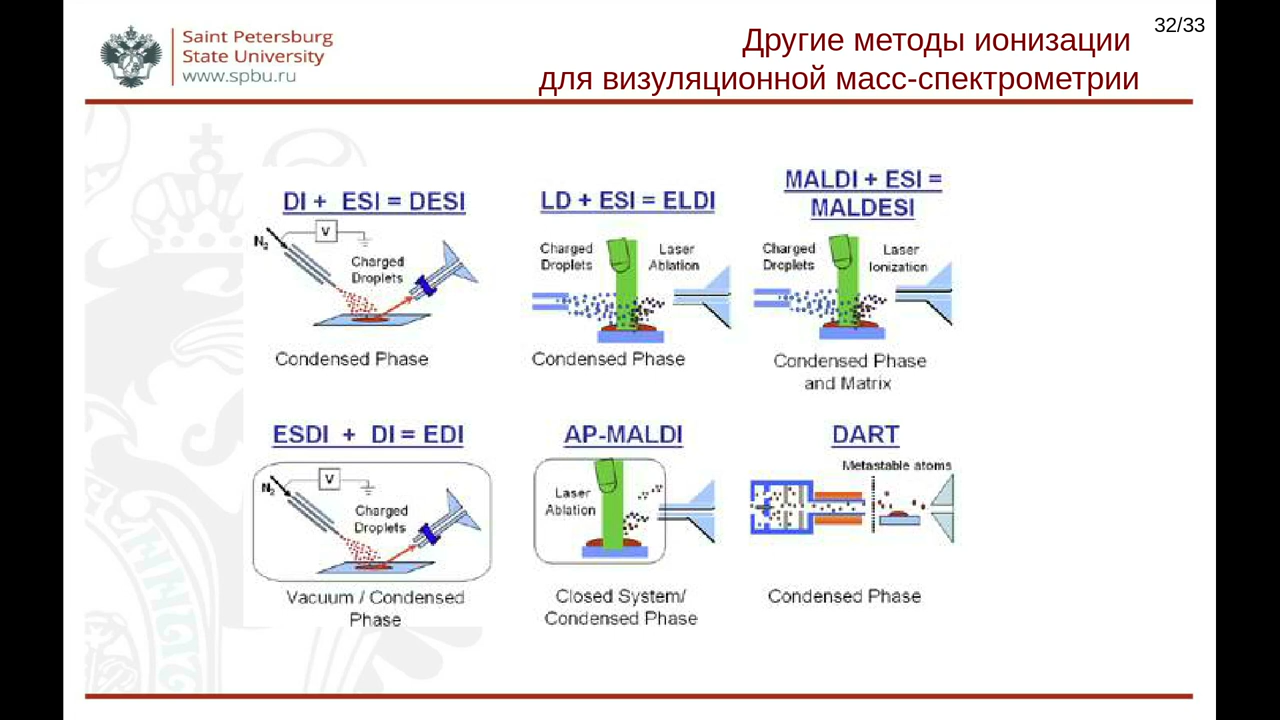 Saint Petersburg
State University
www.spbu.ru
32/33
Другие методы ионизации
для визуляционной масс-спектрометрии
DI + ESI = DESI
N2
V
Charged
Droplets
Condensed Phase
LD + ESI = ELDI
Charged
Droplets
Laser
Ablation
Condensed Phase
MALDI + ESI =
MALDESI
Charged
Droplets
Laser
Ionization
Condensed Phase
and Matrix
ESDI + DI = EDI
N2
V
Charged
Droplets
Vacuum / Condensed
Phase
AP-MALDI
Laser
Ablation
Closed System/
Condensed Phase
DART
Metastable atoms
Condensed Phase